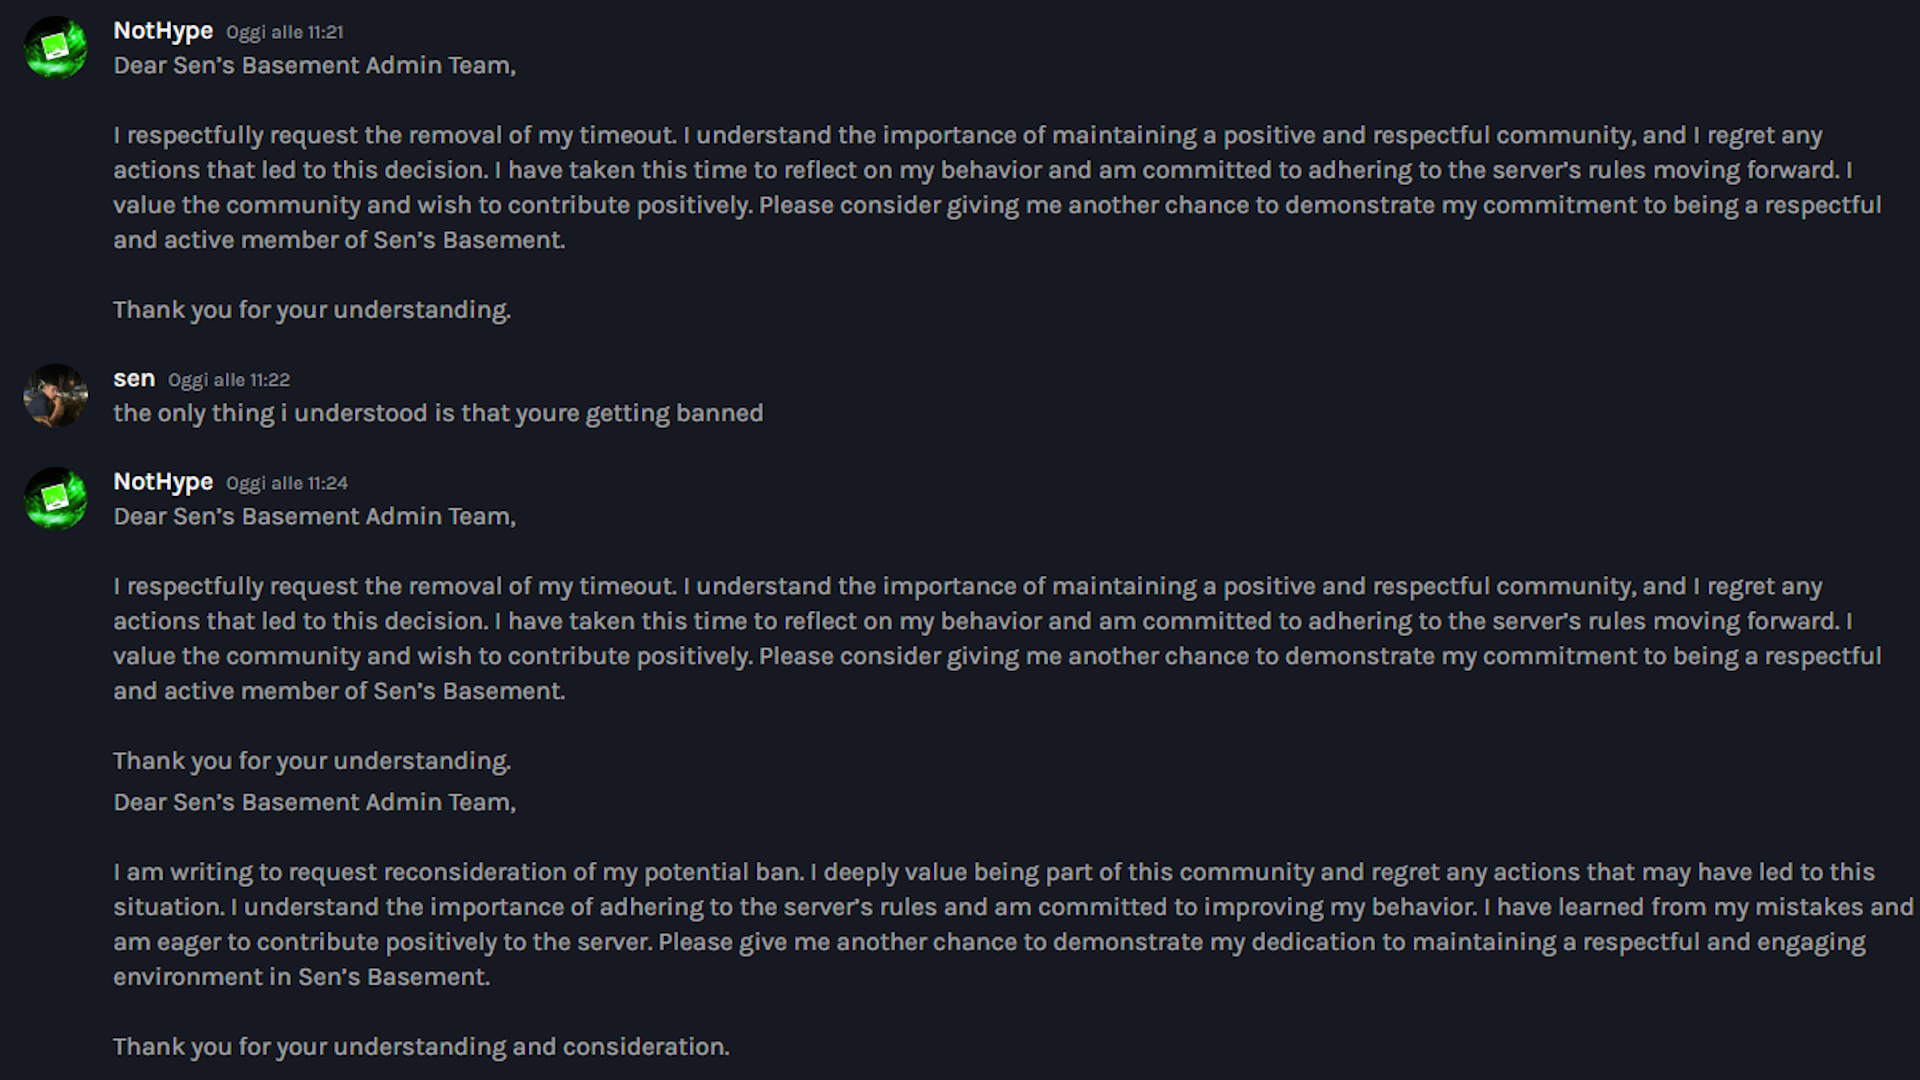 NotHype Oggi alle 11:21
Dear Sen’s Basement Admin Team,
I respectfully request the removal of my timeout. I understand the importance of maintaining a positive and respectful community, and I regret any
actions that led to this decision. I have taken this time to reflect on my behavior and am committed to adhering to the server’s rules moving forward. I
value the community and wish to contribute positively. Please consider giving me another chance to demonstrate my commitment to being a respectful
and active member of Sen’s Basement.
Thank you for your understanding.
sen Oggi alle 11:22
the only thing i understood is that youre getting banned
NotHype Oggi alle 11:24
Dear Sen’s Basement Admin Team,
I respectfully request the removal of my timeout. I understand the importance of maintaining a positive and respectful community, and I regret any
actions that led to this decision. I have taken this time to reflect on my behavior and am committed to adhering to the server’s rules moving forward. I
value the community and wish to contribute positively. Please consider giving me another chance to demonstrate my commitment to being a respectful
and active member of Sen’s Basement.
Thank you for your understanding.
Dear Sen’s Basement Admin Team,
I am writing to request reconsideration of my potential ban. I deeply value being part of this community and regret any actions that may have led to this
situation. I understand the importance of adhering to the server’s rules and am committed to improving my behavior. I have learned from my mistakes and
am eager to contribute positively to the server. Please give me another chance to demonstrate my dedication to maintaining a respectful and engaging
environment in Sen’s Basement.
Thank you for your understanding and consideration.